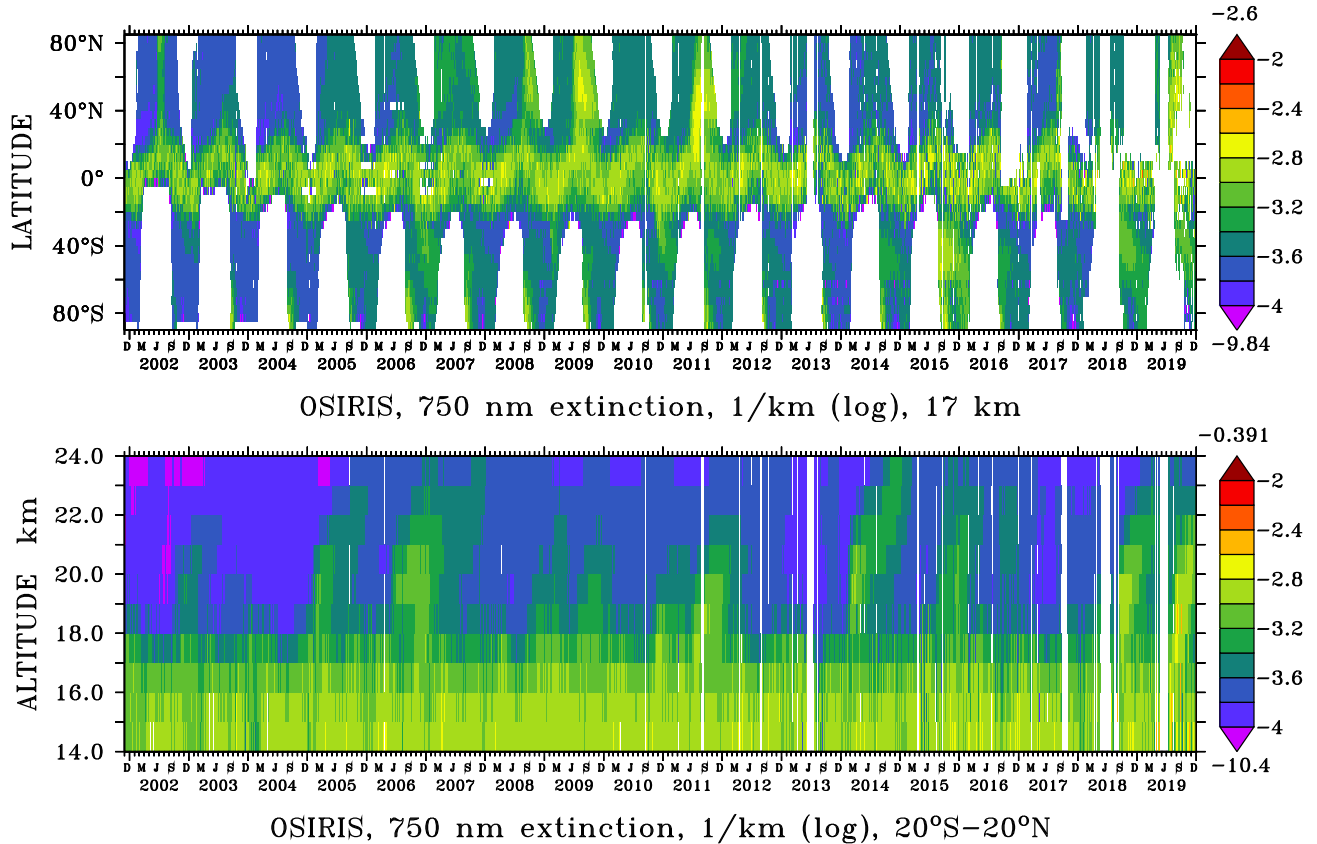 −2.6
80°N
40°N
0°
40°S
80°S
LATITUDE
−2
−2.4
−2.8
−3.2
−3.6
−4
−9.84
D M J S D M J S D M J S D M J S D M J S D M J S D M J S D M J S D M J S D M J S D M J S D M J S D M J S D M J S D M J S D M J S D M J S D M J S D
2002 2003 2004 2005 2006 2007 2008 2009 2010 2011 2012 2013 2014 2015 2016 2017 2018 2019
OSIRIS, 750 nm extinction, 1/km (log), 17 km
−0.391
24.0
22.0
20.0
18.0
16.0
14.0
ALTITUDE km
−2
−2.4
−2.8
−3.2
−3.6
−4
−10.4
D M J S D M J S D M J S D M J S D M J S D M J S D M J S D M J S D M J S D M J S D M J S D M J S D M J S D M J S D M J S D M J S D M J S D M J S D
2002 2003 2004 2005 2006 2007 2008 2009 2010 2011 2012 2013 2014 2015 2016 2017 2018 2019
OSIRIS, 750 nm extinction, 1/km (log), 20°S−20°N